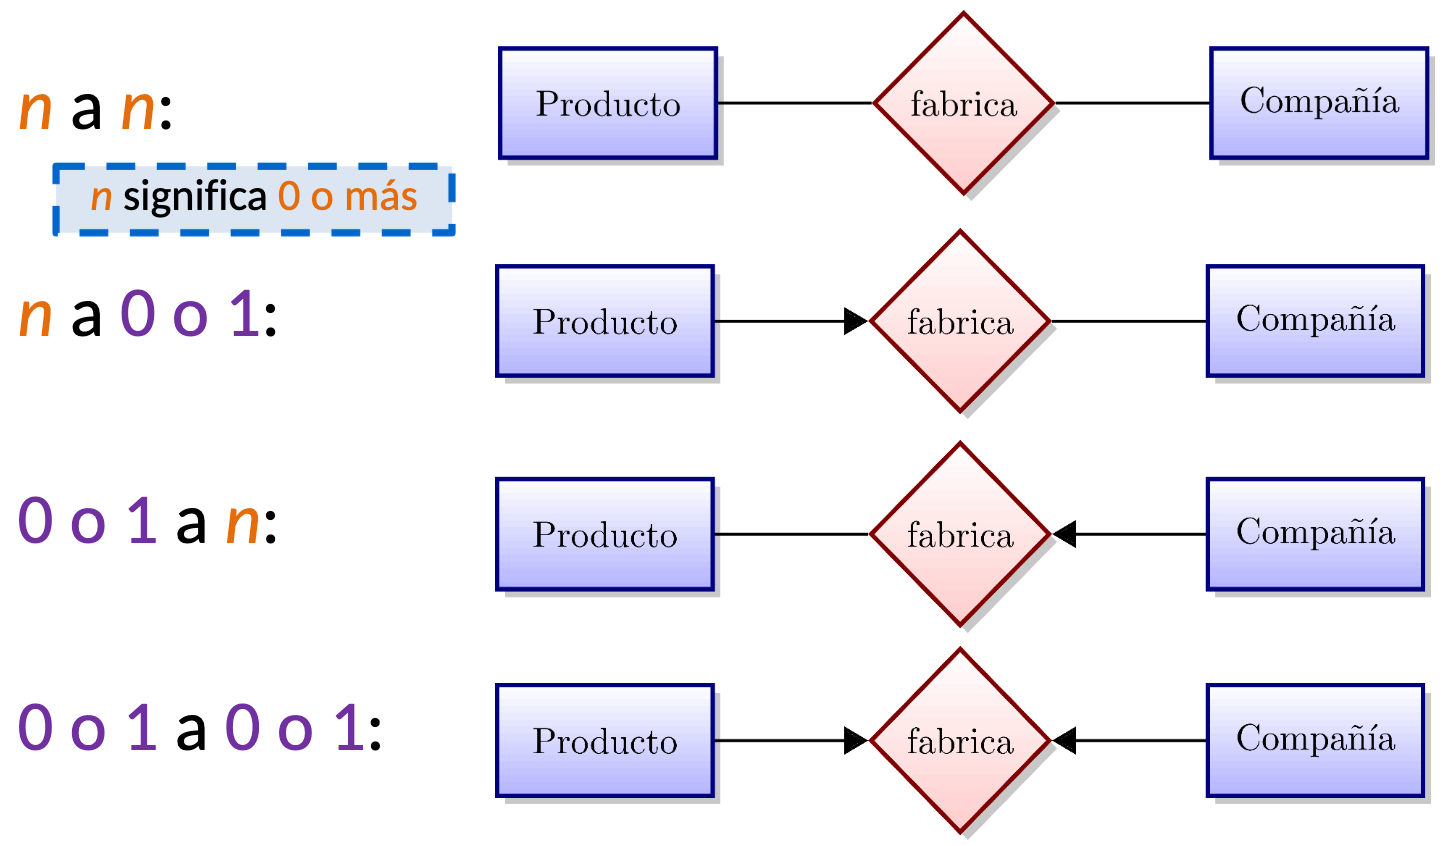 n a n:
Producto fabrica Compañía
n significa 0 o más
n a 0 o 1:
Producto fabrica Compañía
0 o 1 a n:
Producto fabrica Compañía
0 o 1 a 0 o 1:
Producto fabrica Compañía